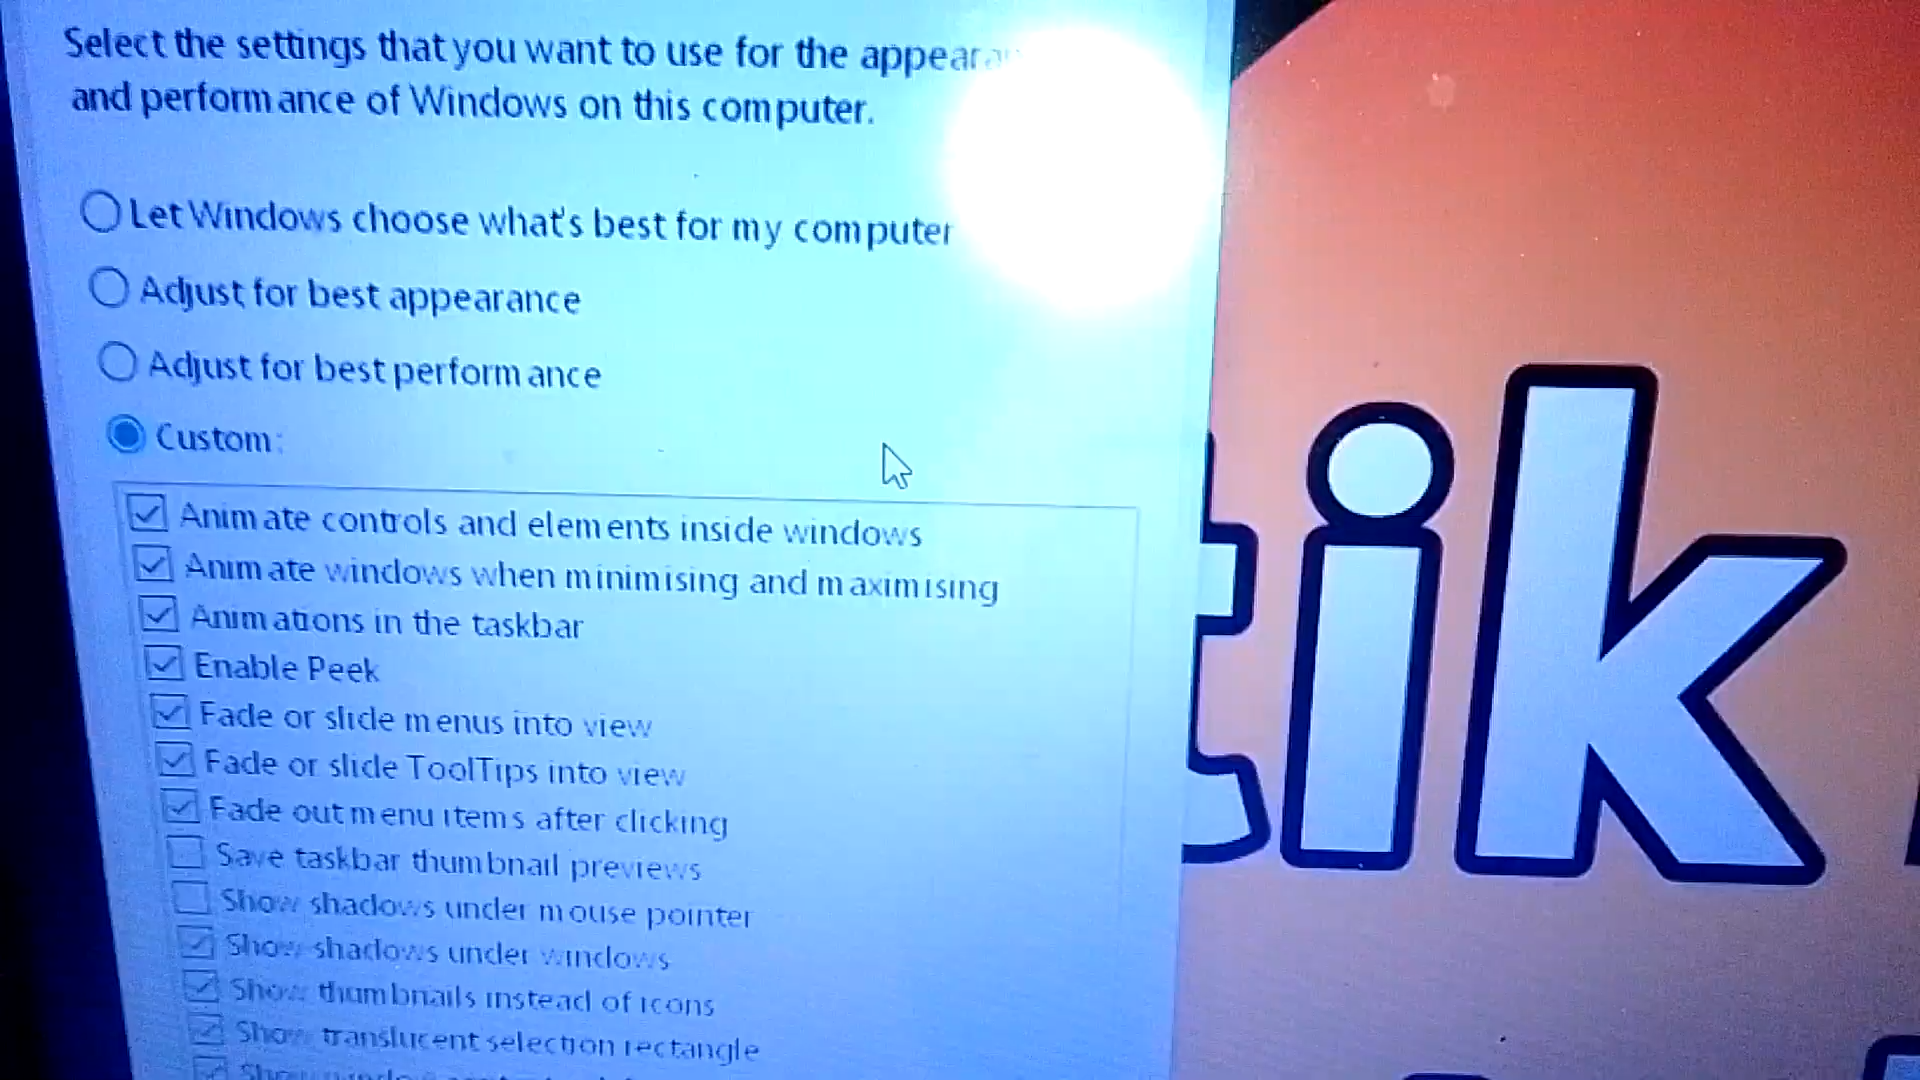 Select the settings that you want to use for the
and performance of Windows on this computer.
Let Windows choose what's best for my computer
Adjust for best appearance
Adjust for best performance
Custom:
Animate controls and elements inside windows
Animate windows when minimising and maximising
Animations in the taskbar
Enable Peek
Fade or slide menus into view
Fade or slide ToolTips into view
Fade out menu items after clicking
Save taskbar thumbnail previews
Show shadows under mouse pointer
Show shadows under windows
Show thumbnails instead of icons
Show translucent selection rectangle
tik